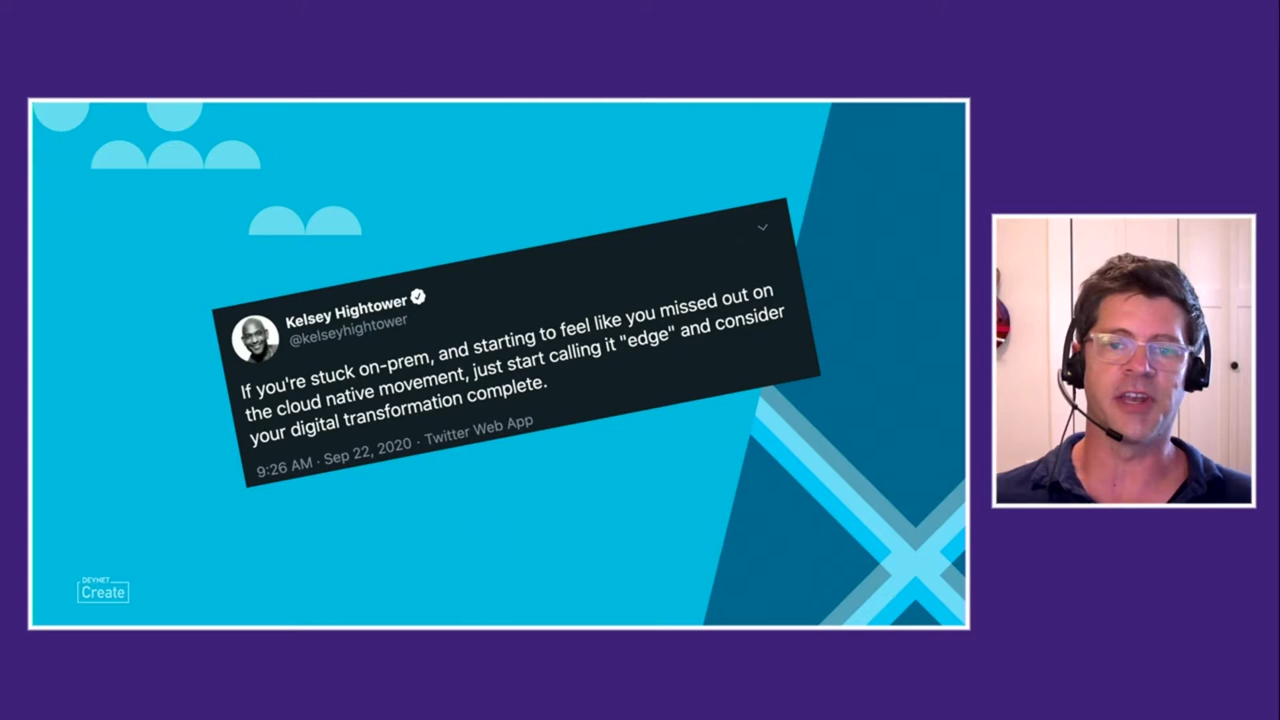 Kelsey Hightower
@kelseyhightower
If you're stuck on-prem, and starting to feel like you missed out on
the cloud native movement, just start calling it "edge" and consider
your digital transformation complete.
9:26 AM · Sep 22, 2020 · Twitter Web App
DEVNET
Create